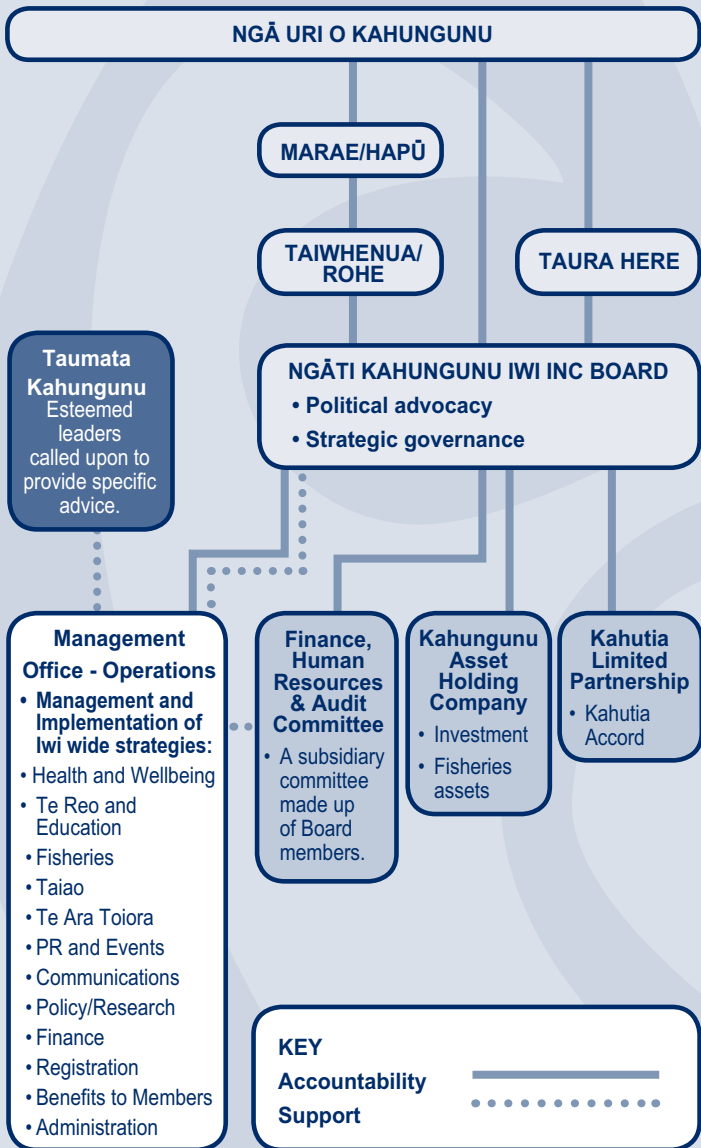 NGĀ URI O KAHUNGUNU
MARAE/HAPŪ
TAIWHENUA/
ROHE
TAURA HERE
Taumata
Kahungunu
Esteemed
leaders
called upon to
provide specific
advice.
NGĀTI KAHUNGUNU IWI INC BOARD
• Political advocacy
• Strategic governance
Management
Office - Operations
• Management and
Implementation of
Iwi wide strategies:
• Health and Wellbeing
• Te Reo and
Education
• Fisheries
• Taiao
• Te Ara Toiora
• PR and Events
• Communications
• Policy/Research
• Finance
• Registration
• Benefits to Members
• Administration
Finance,
Human
Resources
& Audit
Committee
• A subsidiary
committee
made up
of Board
members.
Kahungunu
Asset
Holding
Company
• Investment
• Fisheries
assets
Kahutia
Limited
Partnership
• Kahutia
Accord
KEY
Accountability
Support